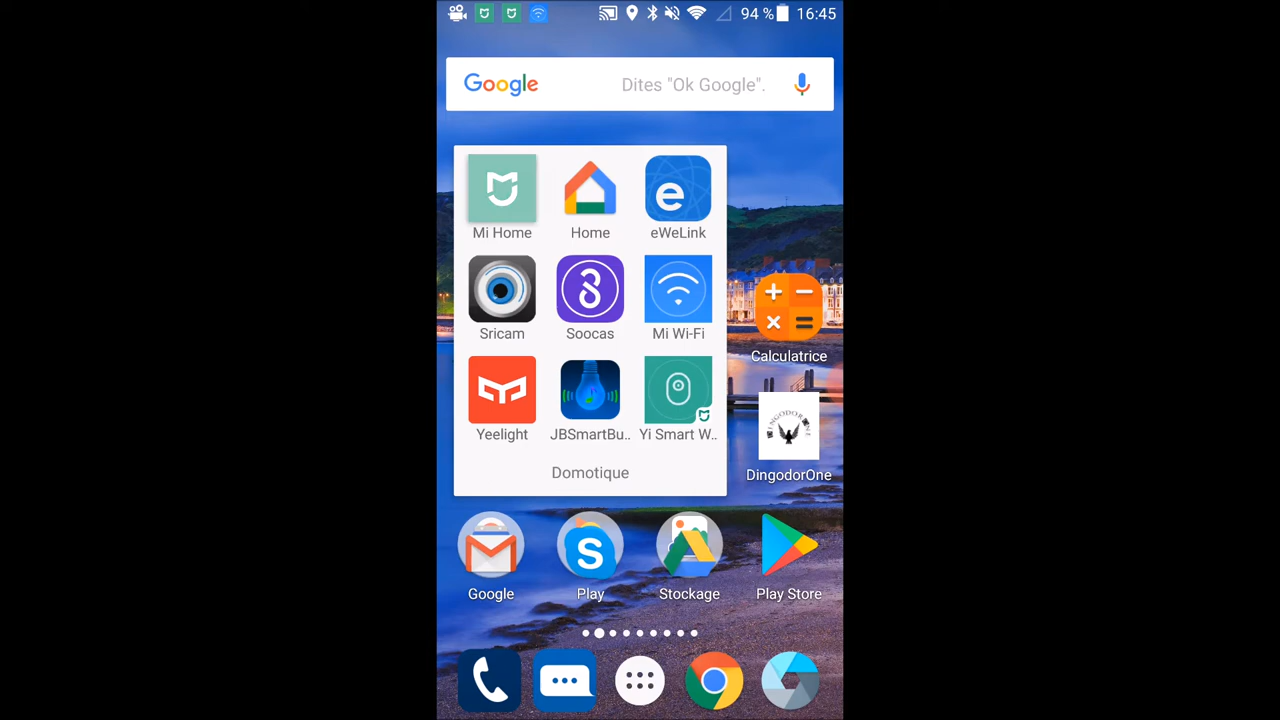 94 % 16:45
Google Dites "Ok Google".
Mi Home Home eWeLink
Sricam Soocas Mi Wi-Fi
Calculatrice
Yeelight JBSmartBu.. Yi Smart W..
Domotique
DINGODORONE
DingodorOne
Google Play Stockage Play Store